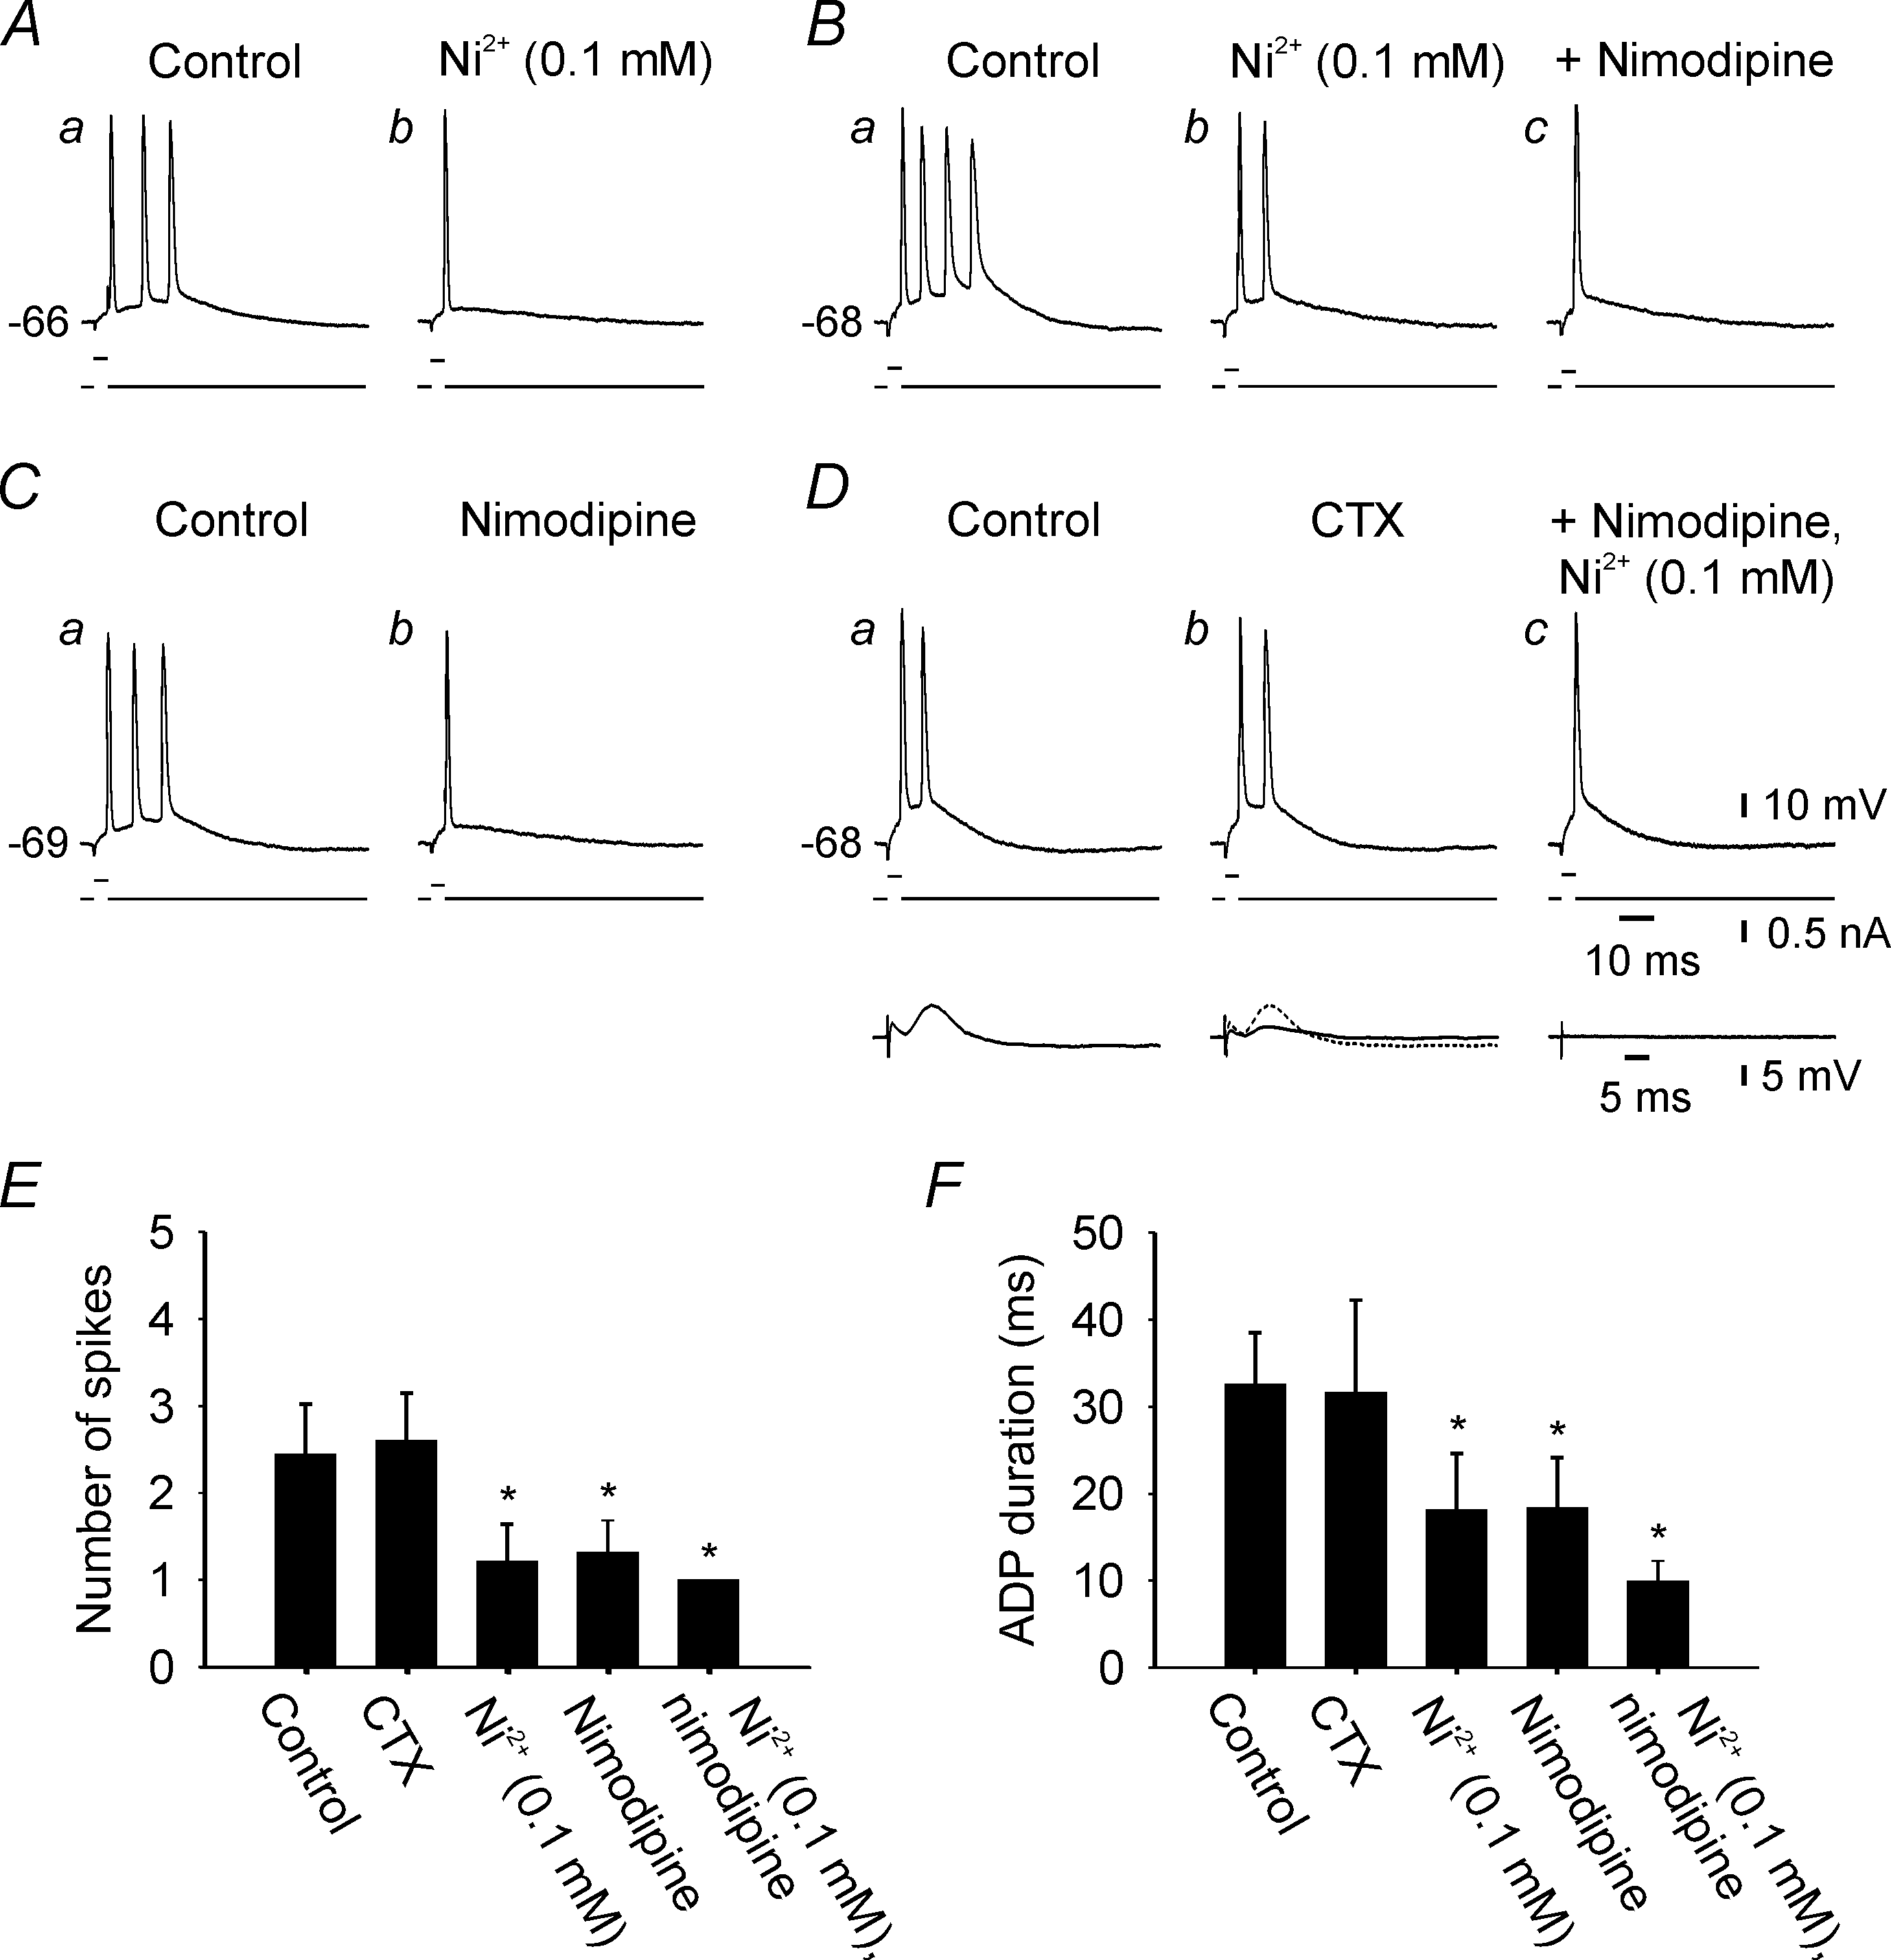 A
Control
Ni2+ (0.1 mM)
a
b
-66
B
Control
Ni2+ (0.1 mM)
+ Nimodipine
a
b
c
-68
C
Control
Nimodipine
a
b
-69
D
Control
CTX
+ Nimodipine,
Ni2+ (0.1 mM)
a
b
c
-68
10 mV
0.5 nA
10 ms
5 mV
5 ms
E
Number of spikes
5
4
3
2
1
0
*
*
*
Control
CTX
Ni2+ (0.1 mM)
Nimodipine
Ni2+ (0.1 mM),
nimodipine
F
ADP duration (ms)
50
40
30
20
10
0
*
*
*
Control
CTX
Ni2+ (0.1 mM)
Nimodipine
Ni2+ (0.1 mM),
nimodipine